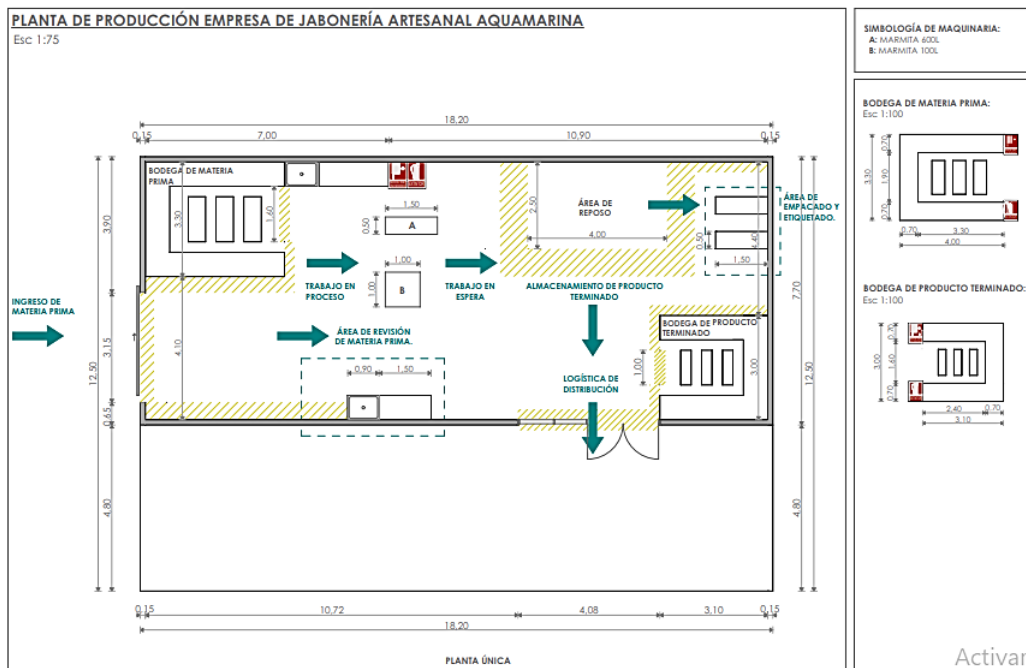 PLANTA DE PRODUCCIÓN EMPRESA DE JABONERÍA ARTESANAL AQUAMARINA
Esc 1:75
18,20
0,15
7,00
10,90
0,15
BODEGA DE MATERIA
PRIMA
3,90
3,30
1,60
1,50
0,50
A
1,00
1,00
B
2,50
ÁREA DE
REPOSO
4,00
ÁREA DE
EMPACADO Y
ETIQUETADO.
0,50
4,40
1,50
7,70
TRABAJO EN
PROCESO
TRABAJO EN
ESPERA
ALMACENAMIENTO DE PRODUCTO
TERMINADO
INGRESO DE
MATERIA PRIMA
ÁREA DE REVISIÓN
DE MATERIA PRIMA.
BODEGA DE PRODUCTO
TERMINADO
3,15
4,10
12,50
0,90
1,50
LOGÍSTICA DE
DISTRIBUCIÓN
1,00
3,00
12,50
0,65
4,80
4,80
0,15
10,72
4,08
3,10
0,15
18,20
PLANTA ÚNICA
SIMBOLOGÍA DE MAQUINARIA:
A: MARMITA 600L
B: MARMITA 100L
BODEGA DE MATERIA PRIMA:
Esc 1:100
3,30
0,70
1,90
0,70
0,70
3,30
4,00
BODEGA DE PRODUCTO TERMINADO:
Esc 1:100
3,00
0,70
1,60
0,70
2,40
0,70
3,10
Activar